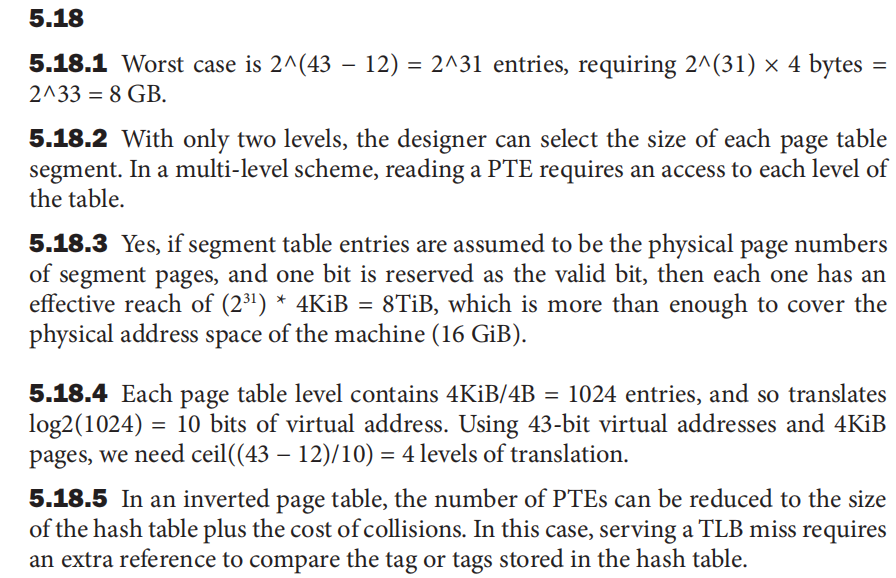 5.18
5.18.1 Worst case is 2^(43 − 12) = 2^31 entries, requiring 2^(31) × 4 bytes =
2^33 = 8 GB.
5.18.2 With only two levels, the designer can select the size of each page table
segment. In a multi-level scheme, reading a PTE requires an access to each level of
the table.
5.18.3 Yes, if segment table entries are assumed to be the physical page numbers
of segment pages, and one bit is reserved as the valid bit, then each one has an
effective reach of (2³¹) * 4KiB = 8TiB, which is more than enough to cover the
physical address space of the machine (16 GiB).
5.18.4 Each page table level contains 4KiB/4B = 1024 entries, and so translates
log2(1024) = 10 bits of virtual address. Using 43-bit virtual addresses and 4KiB
pages, we need ceil((43 − 12)/10) = 4 levels of translation.
5.18.5 In an inverted page table, the number of PTEs can be reduced to the size
of the hash table plus the cost of collisions. In this case, serving a TLB miss requires
an extra reference to compare the tag or tags stored in the hash table.